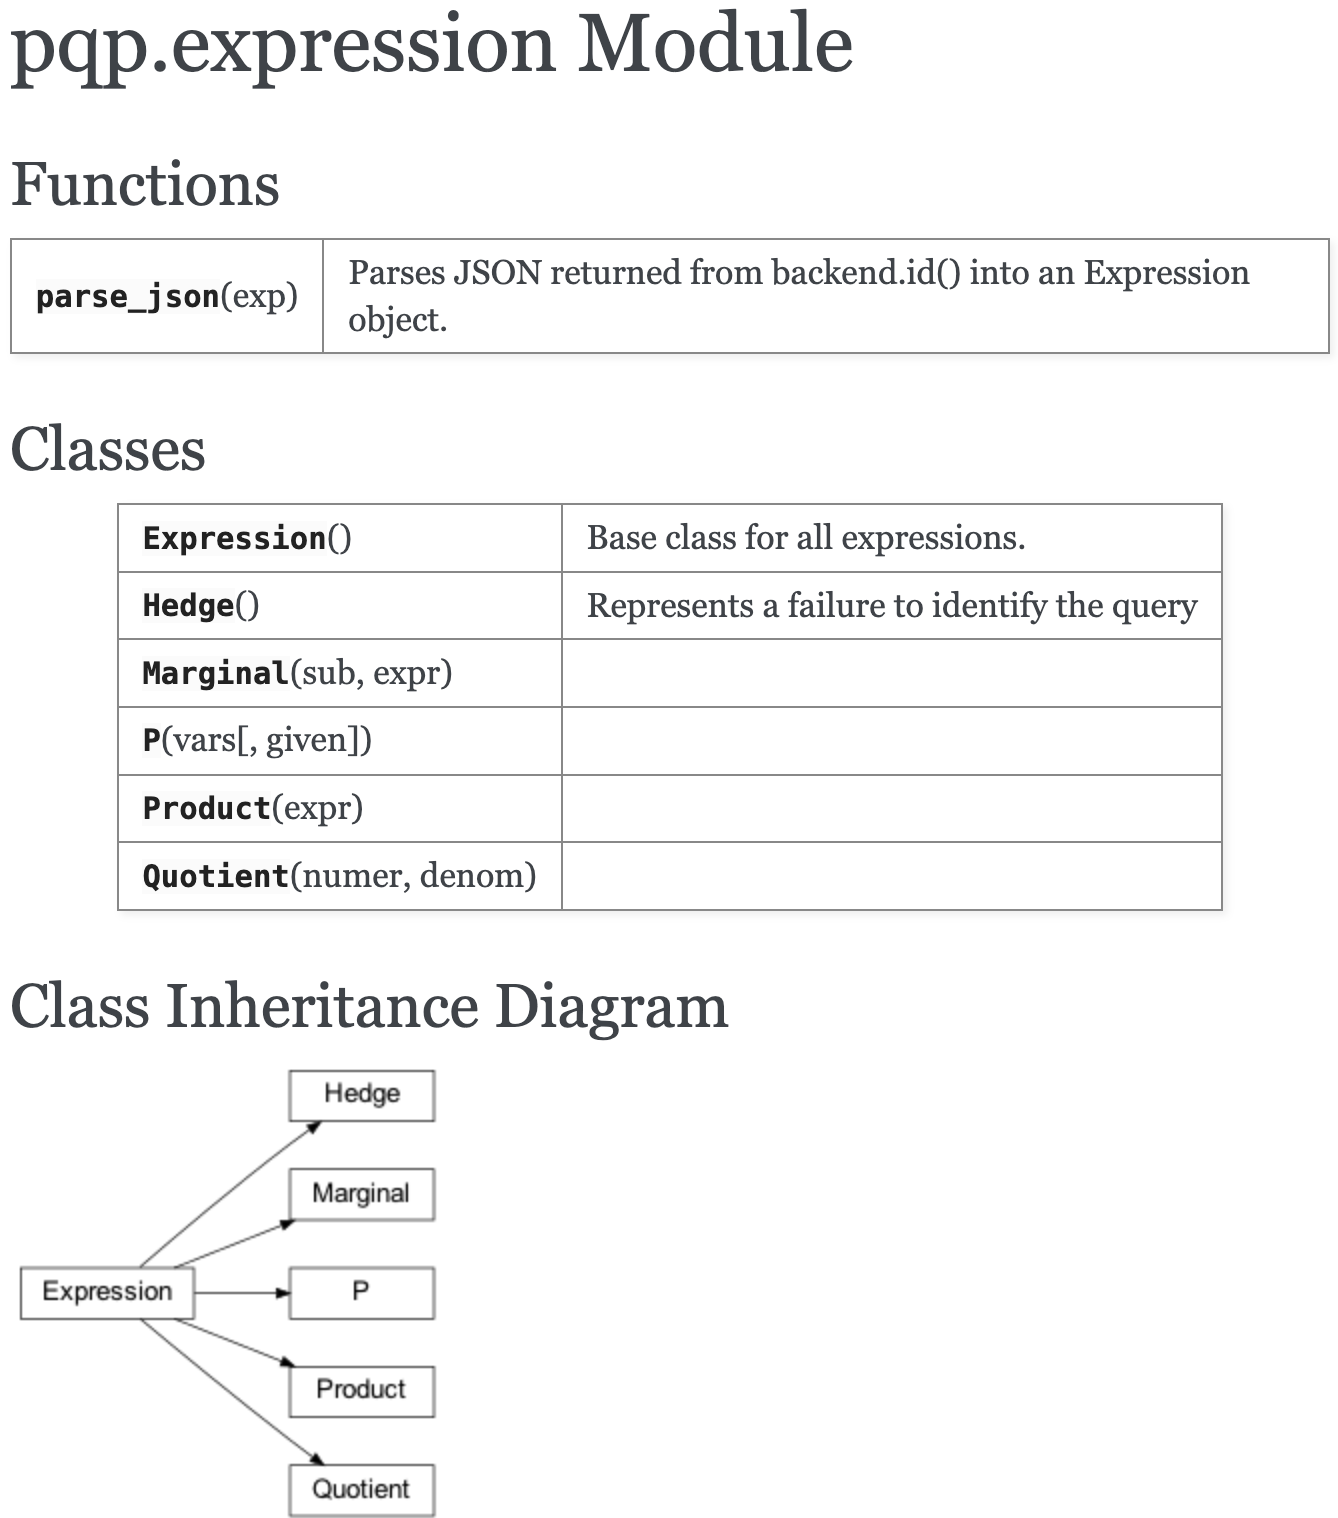 pqp.expression Module
Functions
parse_json(exp)
Parses JSON returned from backend.id() into an Expression
object.
Classes
Expression()
Base class for all expressions.
Hedge()
Represents a failure to identify the query
Marginal(sub, expr)
P(vars[, given])
Product(expr)
Quotient(numer, denom)
Class Inheritance Diagram
Hedge
Marginal
Expression
P
Product
Quotient